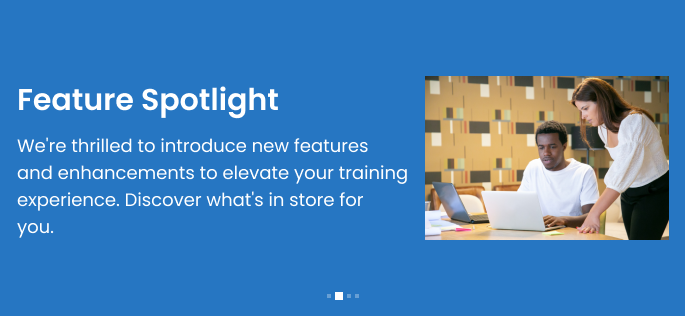 Feature Spotlight
We're thrilled to introduce new features
and enhancements to elevate your training
experience. Discover what's in store for
you.